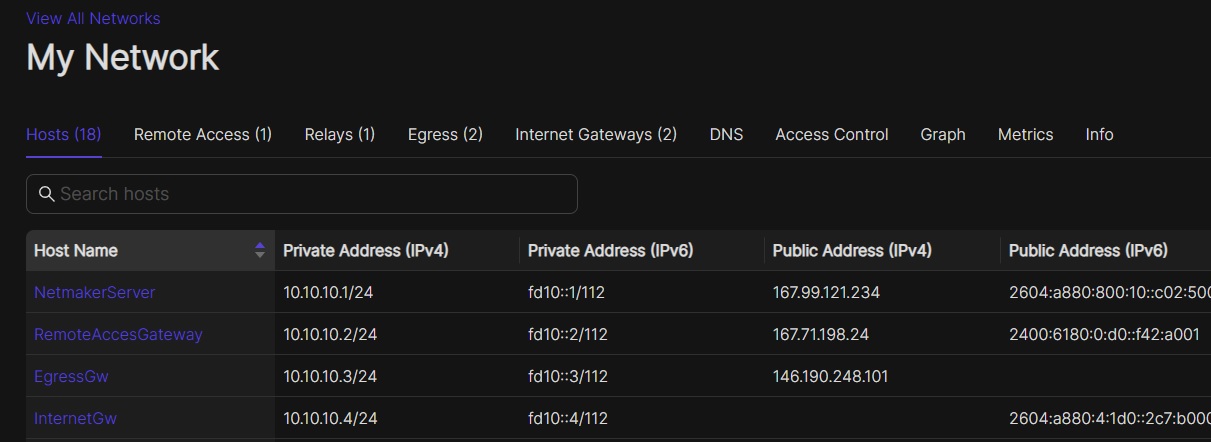 View All Networks
My Network
Hosts (18) Remote Access (1) Relays (1) Egress (2) Internet Gateways (2) DNS Access Control Graph Metrics Info
Search hosts
Host Name Private Address (IPv4) Private Address (IPv6) Public Address (IPv4) Public Address (IPv6)
NetmakerServer 10.10.10.1/24 fd10::1/112 167.99.121.234 2604:a880:800:10::c02:500
RemoteAccesGateway 10.10.10.2/24 fd10::2/112 167.71.198.24 2400:6180:0:d0::f42:a001
EgressGw 10.10.10.3/24 fd10::3/112 146.190.248.101
InternetGw 10.10.10.4/24 fd10::4/112 2604:a880:4:1d0::2c7:b000